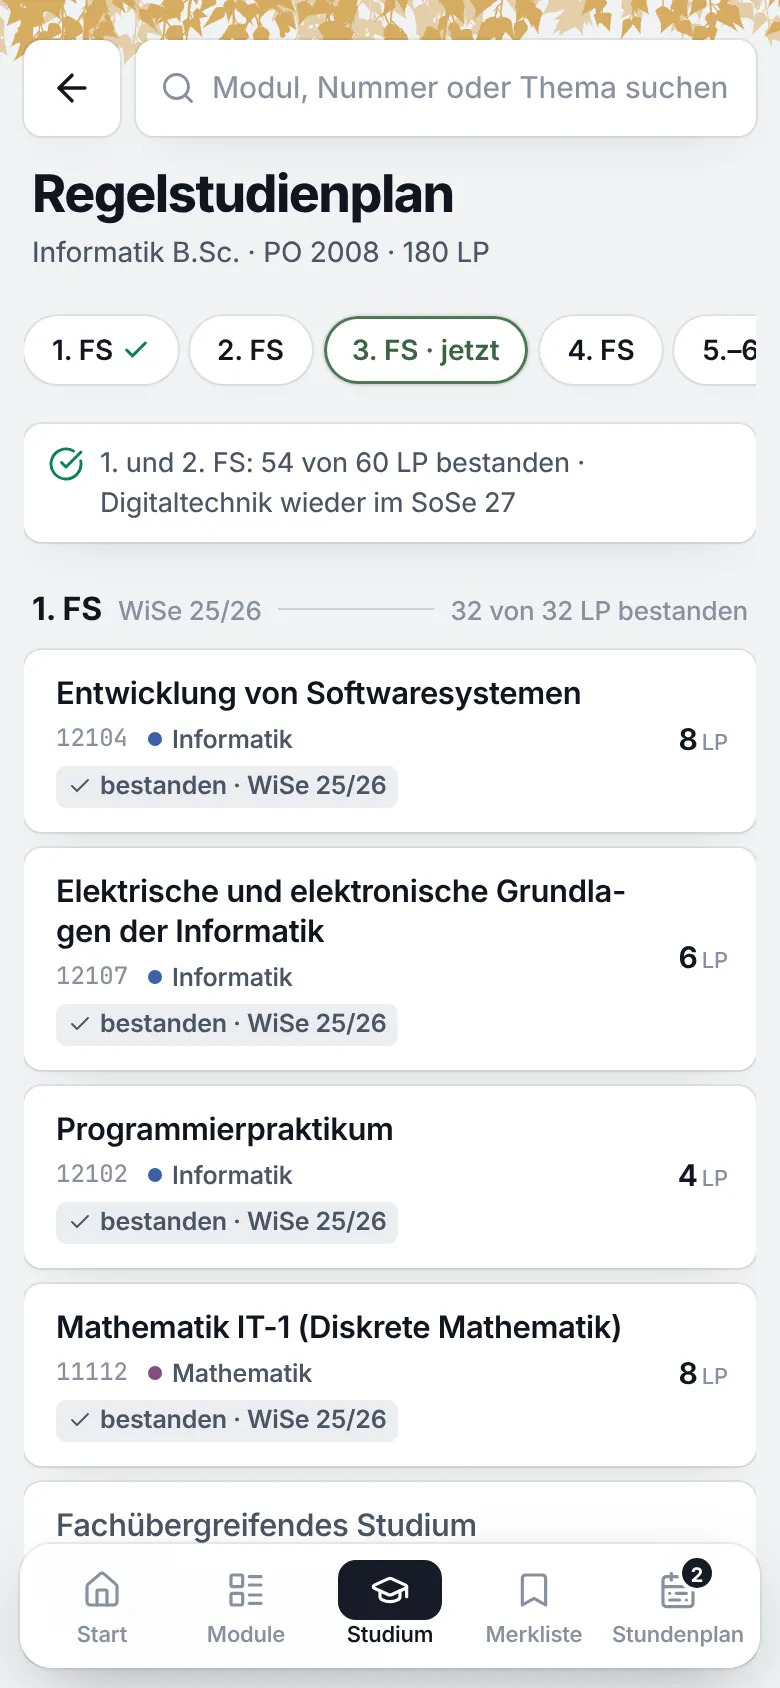 Modul, Nummer oder Thema suchen
Regelstudienplan
Informatik B.Sc. · PO 2008 · 180 LP
1. FS ✓
2. FS
3. FS · jetzt
4. FS
5.–6
1. und 2. FS: 54 von 60 LP bestanden ·
Digitaltechnik wieder im SoSe 27
1. FS WiSe 25/26 32 von 32 LP bestanden
Entwicklung von Softwaresystemen
12104 Informatik
8 LP
✓ bestanden · WiSe 25/26
Elektrische und elektronische Grundla-
gen der Informatik
12107 Informatik
6 LP
✓ bestanden · WiSe 25/26
Programmierpraktikum
12102 Informatik
4 LP
✓ bestanden · WiSe 25/26
Mathematik IT-1 (Diskrete Mathematik)
11112 Mathematik
8 LP
✓ bestanden · WiSe 25/26
Fachübergreifendes Studium
2
Start
Module
Studium
Merkliste
Stundenplan